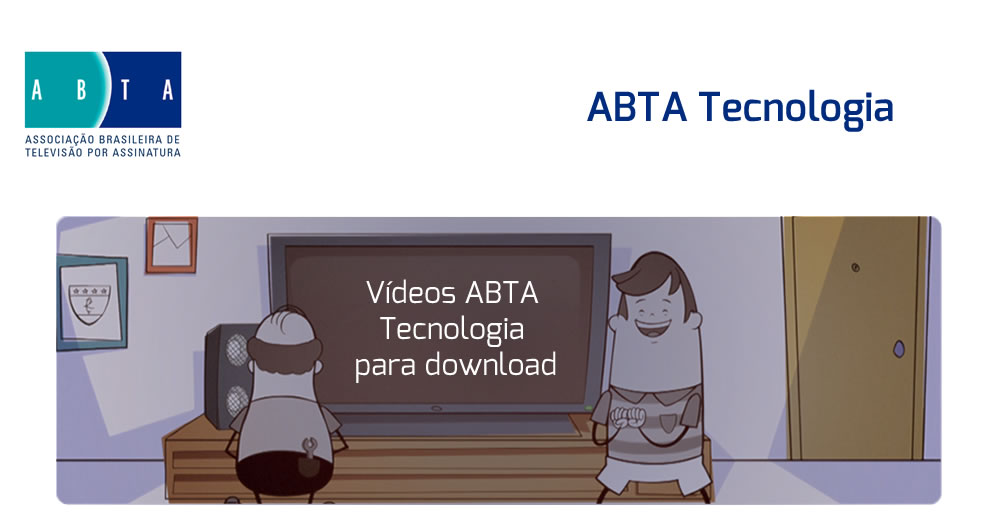 A B T A
ASSOCIAÇÃO BRASILEIRA DE
TELEVISÃO POR ASSINATURA
ABTA Tecnologia
Vídeos ABTA
Tecnologia
para download